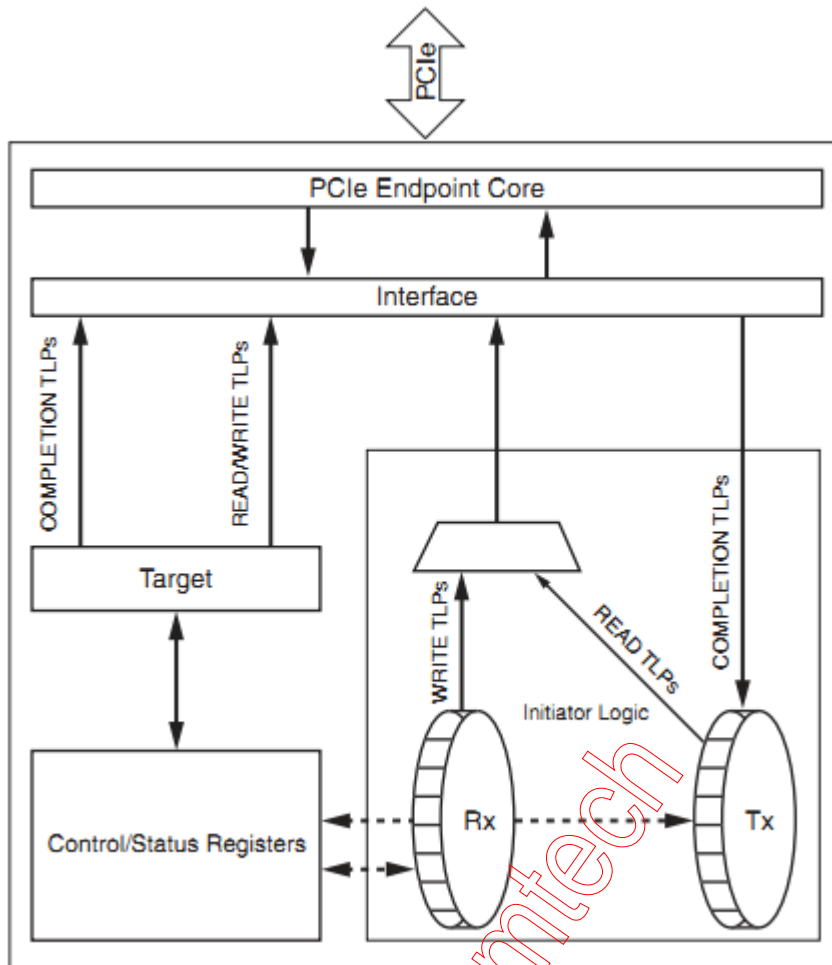 PCIe
PCIe Endpoint Core
Interface
COMPLETION TLPs
READ/WRITE TLPs
COMPLETION TLPs
Target
WRITE TLPs
READ TLPs
Initiator Logic
Control/Status Registers
Rx
Tx